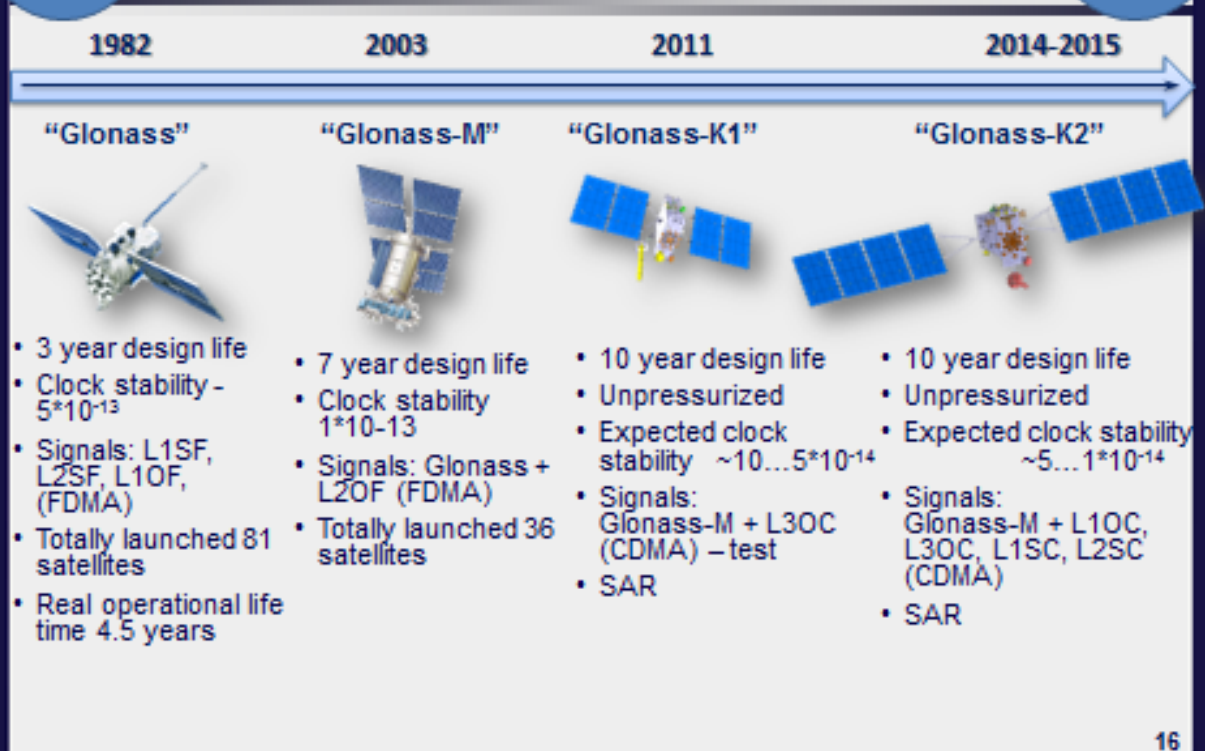 1982
2003
2011
2014-2015
“Glonass”
“Glonass-M”
“Glonass-K1”
“Glonass-K2”
• 3 year design life
• Clock stability -
5*10⁻¹³
• Signals: L1SF,
L2SF, L1OF,
(FDMA)
• Totally launched 81
satellites
• Real operational life
time 4.5 years
• 7 year design life
• Clock stability
1*10-13
• Signals: Glonass +
L2OF (FDMA)
• Totally launched 36
satellites
• 10 year design life
• Unpressurized
• Expected clock
stability ~10...5*10⁻¹⁴
• Signals:
Glonass-M + L3OC
(CDMA) – test
• SAR
• 10 year design life
• Unpressurized
• Expected clock stability
~5...1*10⁻¹⁴
• Signals:
Glonass-M + L1OC,
L3OC, L1SC, L2SC
(CDMA)
• SAR
16